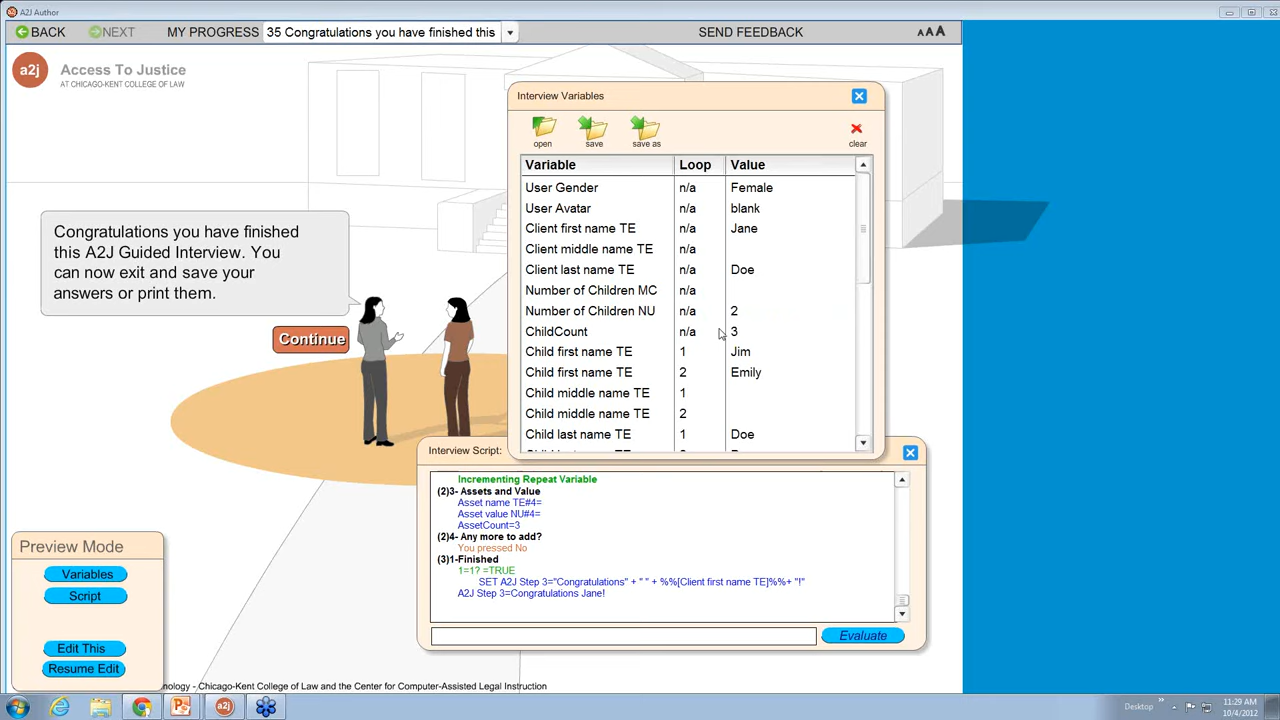 A2J Author
BACK NEXT MY PROGRESS 35 Congratulations you have finished this SEND FEEDBACK AAA
a2j Access To Justice
AT CHICAGO-KENT COLLEGE OF LAW
Congratulations you have finished
this A2J Guided Interview. You
can now exit and save your
answers or print them.
Continue
Interview Variables
open save save as clear
Variable Loop Value
User Gender n/a Female
User Avatar n/a blank
Client first name TE n/a Jane
Client middle name TE n/a
Client last name TE n/a Doe
Number of Children MC n/a
Number of Children NU n/a 2
ChildCount n/a 3
Child first name TE 1 Jim
Child first name TE 2 Emily
Child middle name TE 1
Child middle name TE 2
Child last name TE 1 Doe
Interview Script:
Incrementing Repeat Variable
(2)3- Assets and Value
Asset name TE#4=
Asset value NU#4=
AssetCount=3
(2)4- Any more to add?
You pressed No
(3)1-Finished
1=1? =TRUE
SET A2J Step 3="Congratulations" + " " + %%[Client first name TE]%%+ "!"
A2J Step 3=Congratulations Jane!
Evaluate
Preview Mode
Variables
Script
Edit This
Resume Edit
nology - Chicago-Kent College of Law and the Center for Computer-Assisted Legal Instruction
a2j
Desktop
11:29 AM
10/4/2012